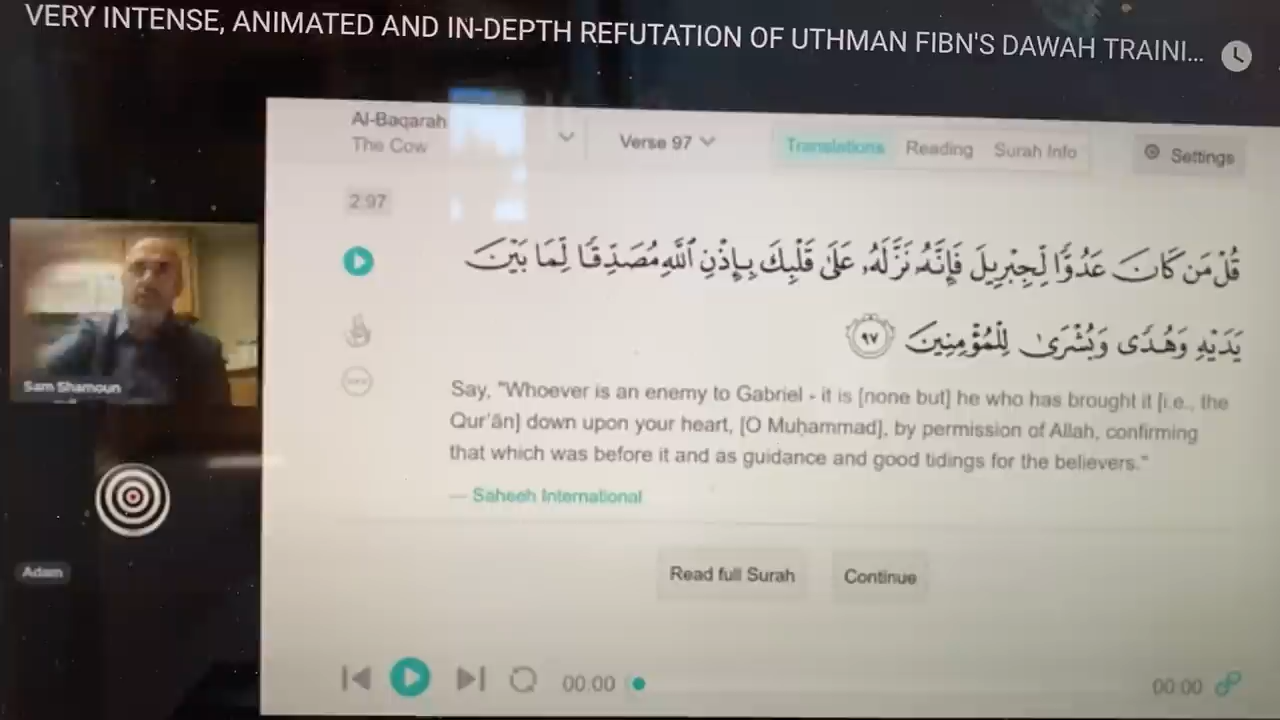 VERY INTENSE, ANIMATED AND IN-DEPTH REFUTATION OF UTHMAN FIBN'S DAWAH TRAINI...
Al-Baqarah
The Cow
Verse 97
Translations Reading Surah Info
Settings
2:97
قُلْ مَن كَانَ عَدُوًّا لِّجِبْرِيلَ فَإِنَّهُۥ نَزَّلَهُۥ عَلَىٰ قَلْبِكَ بِإِذْنِ ٱللَّهِ مُصَدِّقًا لِّمَا بَيْنَ
يَدَيْهِ وَهُدًى وَبُشْرَىٰ لِلْمُؤْمِنِينَ ٩٧
Say, "Whoever is an enemy to Gabriel - it is [none but] he who has brought it [i.e., the
Qur'ān] down upon your heart, [O Muḥammad], by permission of Allah, confirming
that which was before it and as guidance and good tidings for the believers."
— Saheeh International
Read full Surah
Continue
00:00
00:00
Sam Shamoun
Adam